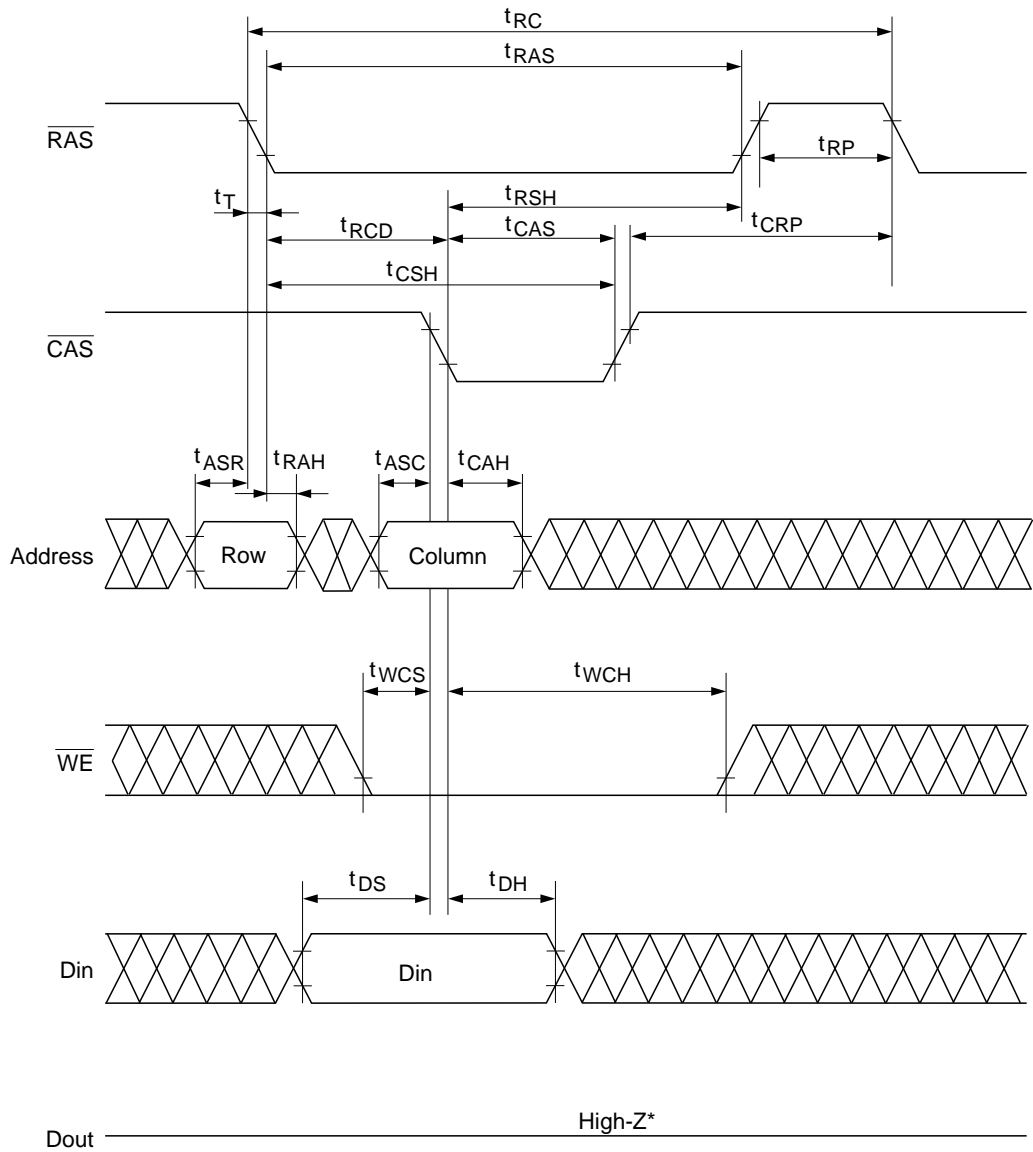 tRC
tRAS
RAS
tRP
tT
tRSH
tRCD
tCAS
tCRP
tCSH
CAS
tASR
tRAH
tASC
tCAH
Address
Row
Column
tWCS
tWCH
WE
tDS
tDH
Din
Din
High-Z*
Dout